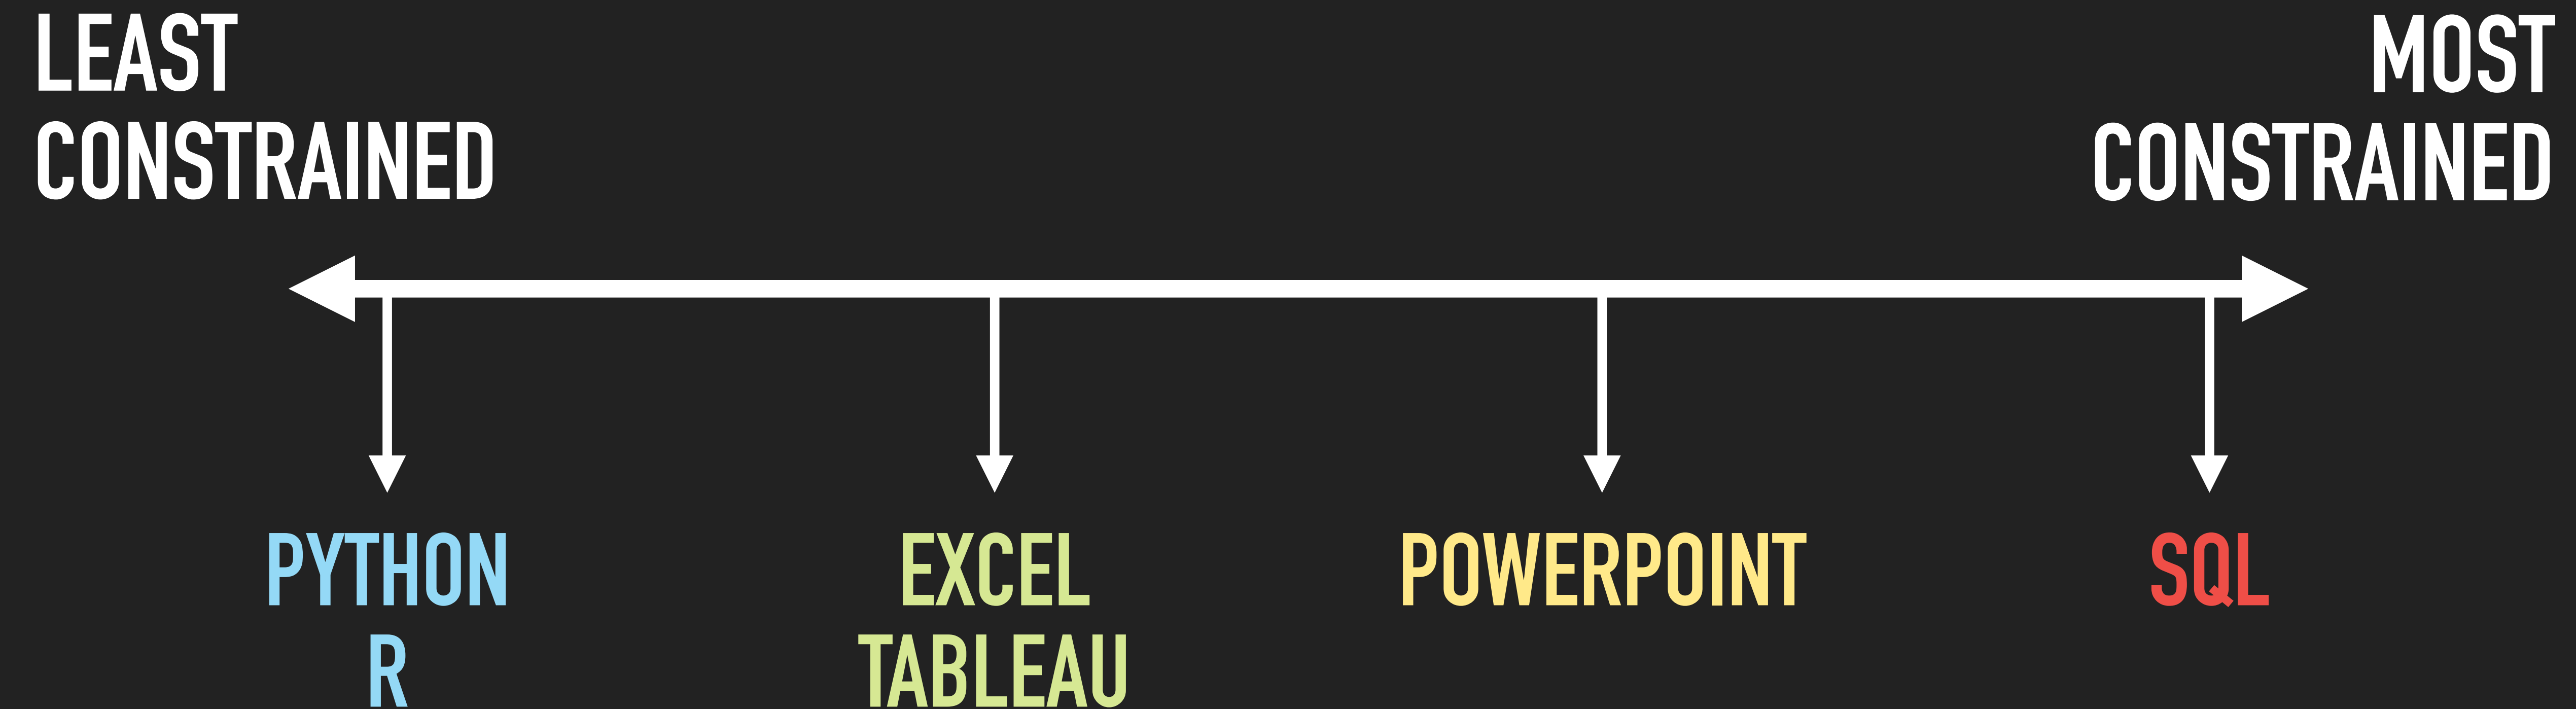 LEAST
CONSTRAINED
MOST
CONSTRAINED
PYTHON
R
EXCEL
TABLEAU
POWERPOINT
SQL